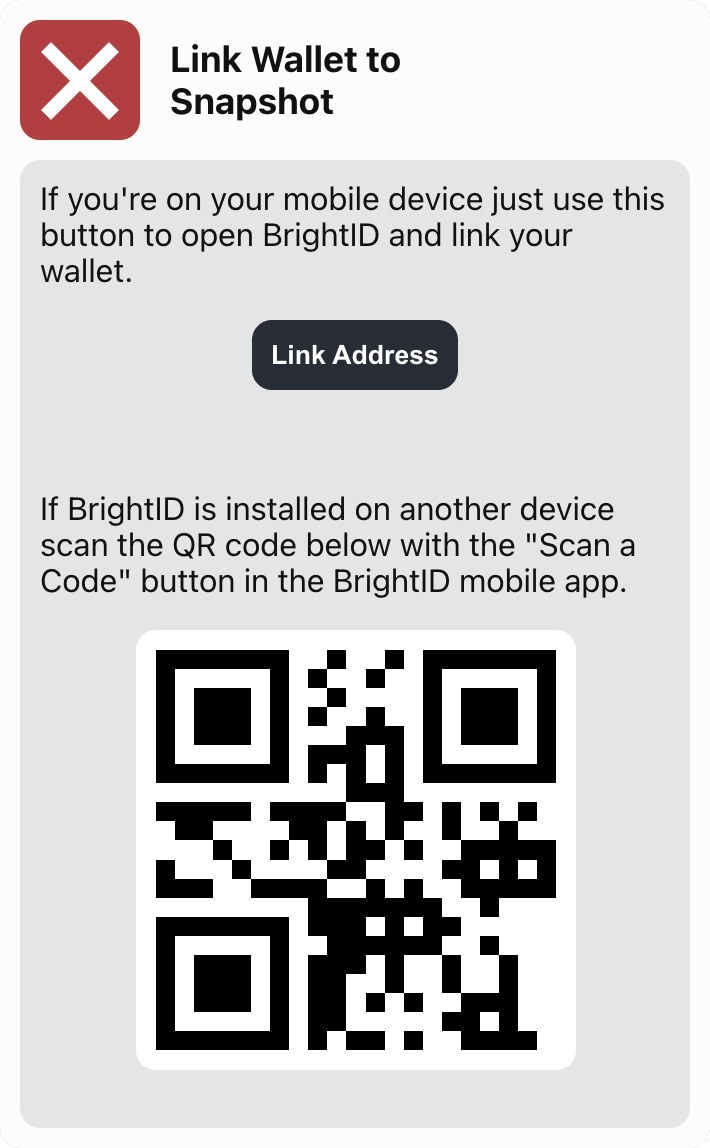 Link Wallet to
Snapshot
If you're on your mobile device just use this
button to open BrightID and link your
wallet.
Link Address
If BrightID is installed on another device
scan the QR code below with the "Scan a
Code" button in the BrightID mobile app.